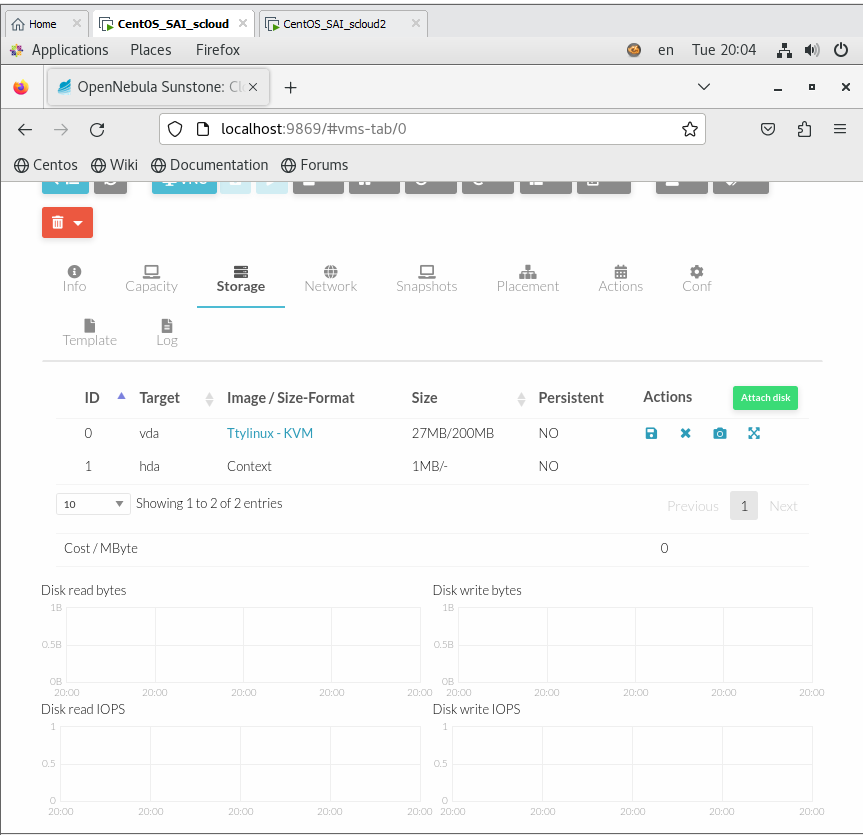 Home CentOS_SAI_scloud CentOS_SAI_scloud2
Applications Places Firefox en Tue 20:04
OpenNebula Sunstone: Cl
localhost:9869/#vms-tab/0
Centos Wiki Documentation Forums
Info Capacity Storage Network Snapshots Placement Actions Conf
Template Log
ID Target Image / Size-Format Size Persistent Actions Attach disk
0 vda Ttylinux - KVM 27MB/200MB NO
1 hda Context 1MB/- NO
10 Showing 1 to 2 of 2 entries Previous 1 Next
Cost / MByte 0
Disk read bytes Disk write bytes
1B 1B
0.5B 0.5B
0B 0B
20:00 20:00 20:00 20:00 20:00 20:00 20:00 20:00 20:00 20:00
Disk read IOPS Disk write IOPS
1 1
0.5 0.5
0 0
20:00 20:00 20:00 20:00 20:00 20:00 20:00 20:00 20:00 20:00